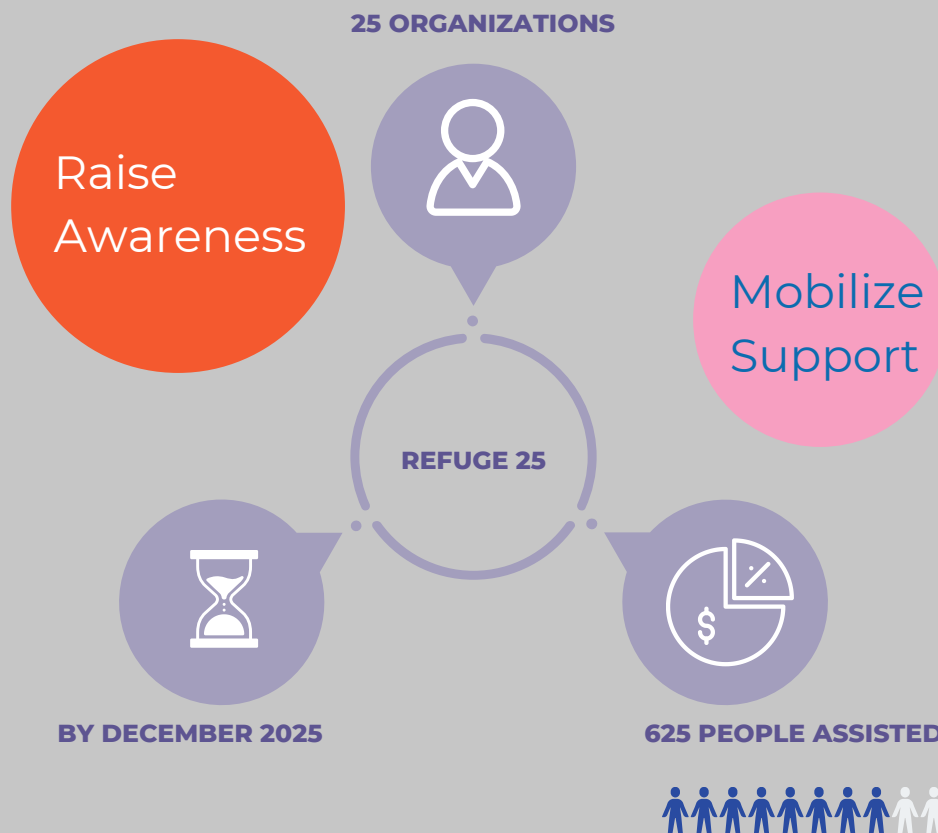 25 ORGANIZATIONS
Raise
Awareness
Mobilize
Support
REFUGE 25
%
$
BY DECEMBER 2025
625 PEOPLE ASSISTED